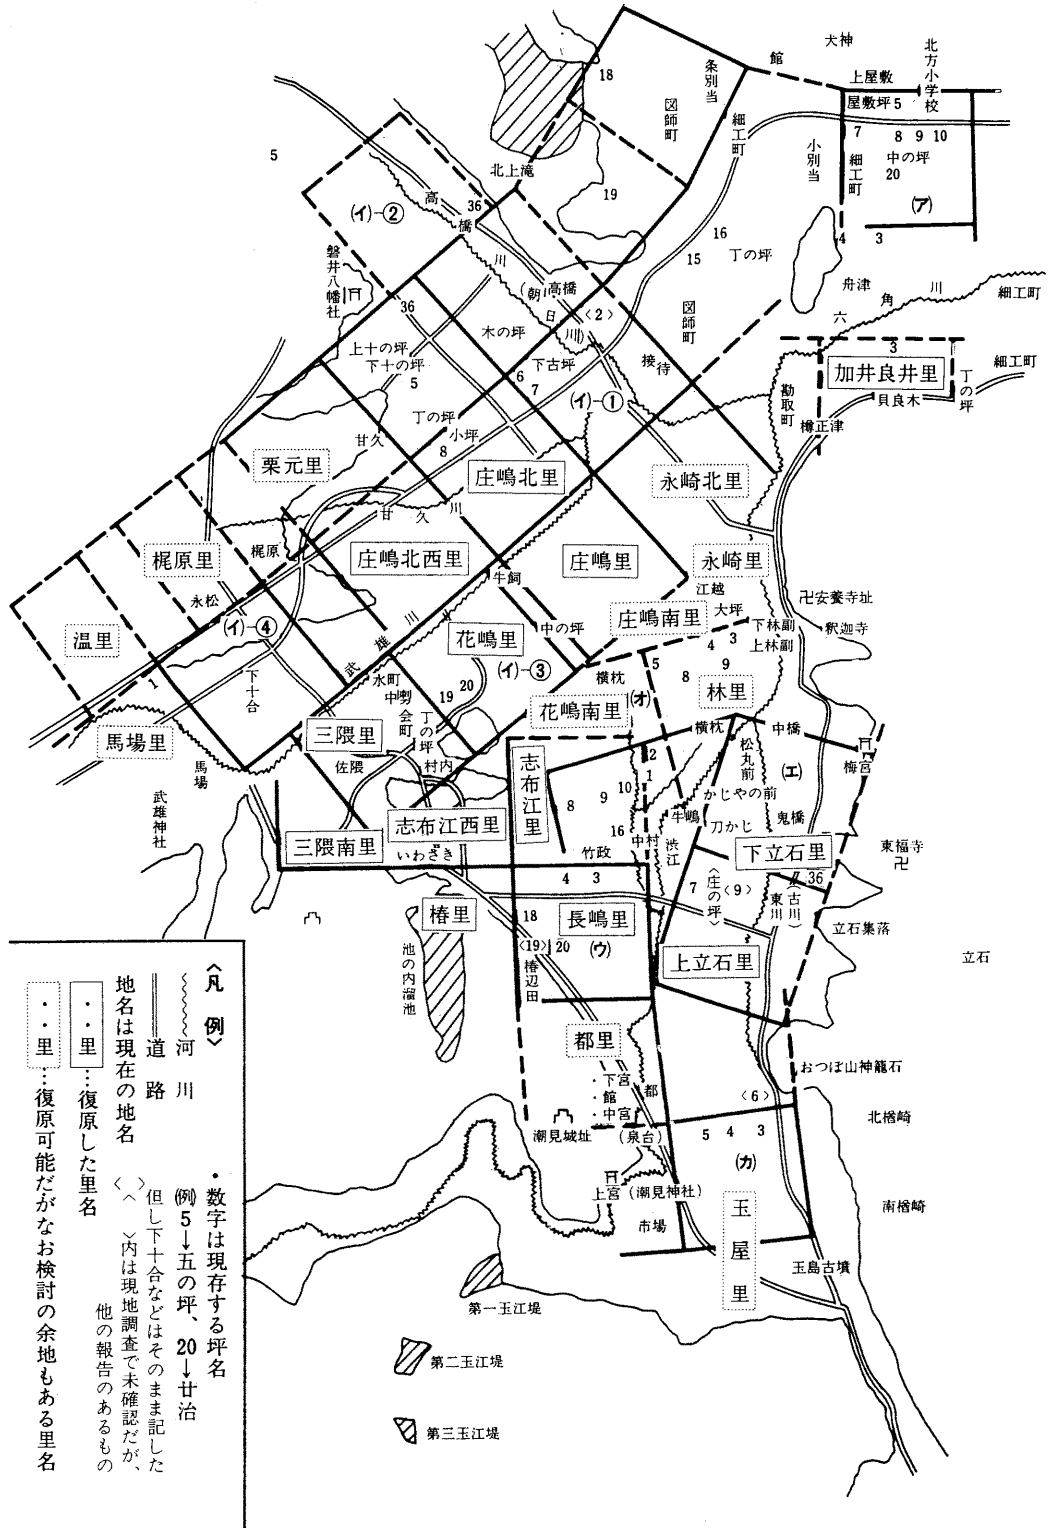 犬神
館
北方小学校
条別当
上屋敷
屋敷坪 5
18
図師町
細工町
7
8 9 10
小別当
細工町
中の坪
20
(ア)
5
北上滝
19
36
高橋
(イ)-②
16
15
丁の坪
4
3
磐井八幡社
川
(朝日川)
高橋
舟津
六角川
細工町
36
〈2〉
図師町
木の坪
上十の坪
下十の坪
5
下古坪
6
7
接待
3
加井良井里
細工町
丁の坪
貝良木
(イ)-①
勘取町
樽正津
丁の坪
小坪
8
甘久
栗元里
庄嶋北里
永崎北里
甘久川
梶原里
梶原
庄嶋北西里
庄嶋里
永崎里
牛飼
江越
永松
(イ)-④
温里
武雄川
花嶋里
中の坪
庄嶋南里
大坪
卍安養寺址
下林副
上林副
釈迦寺
4
3
9
8
5
(イ)-③
横枕
林里
1
下十合
水町
中野
会町
19
20
丁の坪
花嶋南里
(オ)
馬場里
三隈里
横枕
中橋
梅宮
馬場
佐隈
村内
志布江里
松丸前
(エ)
2
1
10
9
8
かじやの前
武雄神社
志布江西里
牛嶋
刀かじ
鬼橋
16
中村
渋江
三隈南里
いわざき
竹政
下立石里
東福寺
卍
4
3
7
〈庄の坪〉
〈9〉
36
東川
(古川)
椿里
18
長嶋里
〈19〉
20
(ウ)
立石集落
立石
椿辺田
上立石里
池の内溜池
都里
おつぼ山神籠石
・下宮
・館
・中宮
都
〈6〉
北楢崎
潮見城址
(泉台)
5
4
3
(カ)
上宮(潮見神社)
市場
玉屋里
南楢崎
玉島古墳
第一玉江堤
第二玉江堤
第三玉江堤
〈凡例〉
河川
道路
地名は現在の地名
・・里…復原した里名
・・里…復原可能だがなお検討の余地もある里名
・数字は現存する坪名
(例)5→五の坪、20→廿治
但し下十合などはそのまま記した
〈 〉内は現地調査で未確認だが、
他の報告のあるもの